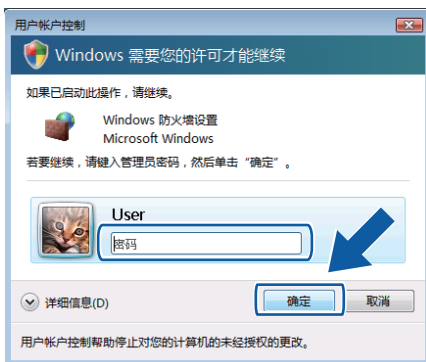 用户帐户控制
Windows 需要您的许可才能继续
如果已启动此操作，请继续。
Windows 防火墙设置
Microsoft Windows
若要继续，请键入管理员密码，然后单击“确定”。
User
密码
详细信息(D)
确定
取消
用户帐户控制帮助停止对您的计算机的未经授权的更改。